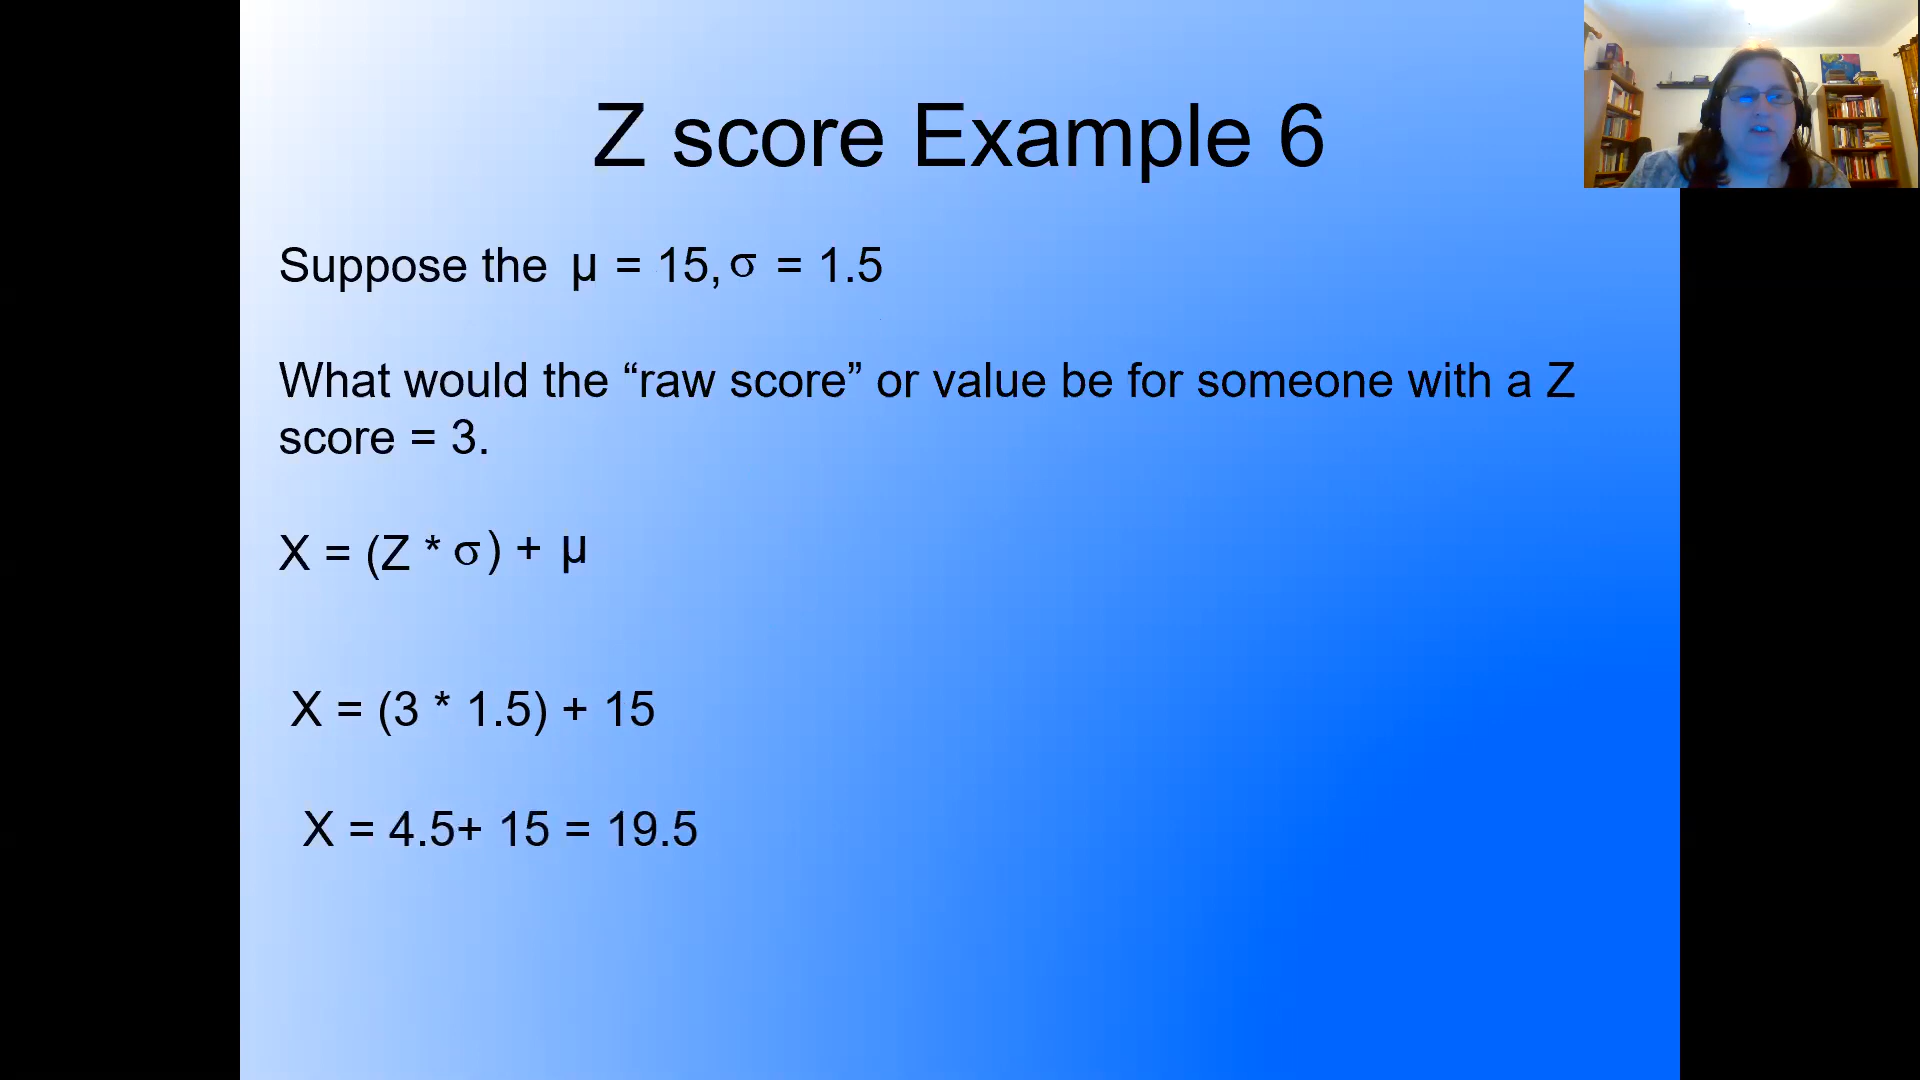 Z score Example 6
Suppose the μ = 15, σ = 1.5
What would the “raw score” or value be for someone with a Z
score = 3.
X = (Z * σ) + μ
X = (3 * 1.5) + 15
X = 4.5+ 15 = 19.5